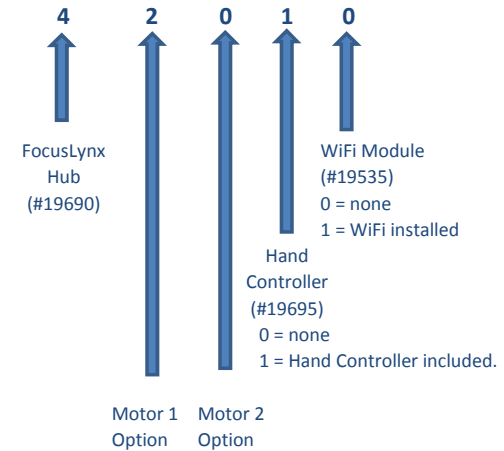 4 2 0 1 0
FocusLynx
Hub
(#19690)
WiFi Module
(#19535)
0 = none
1 = WiFi installed
Hand
Controller
(#19695)
0 = none
1 = Hand Controller included.
Motor 1
Option
Motor 2
Option